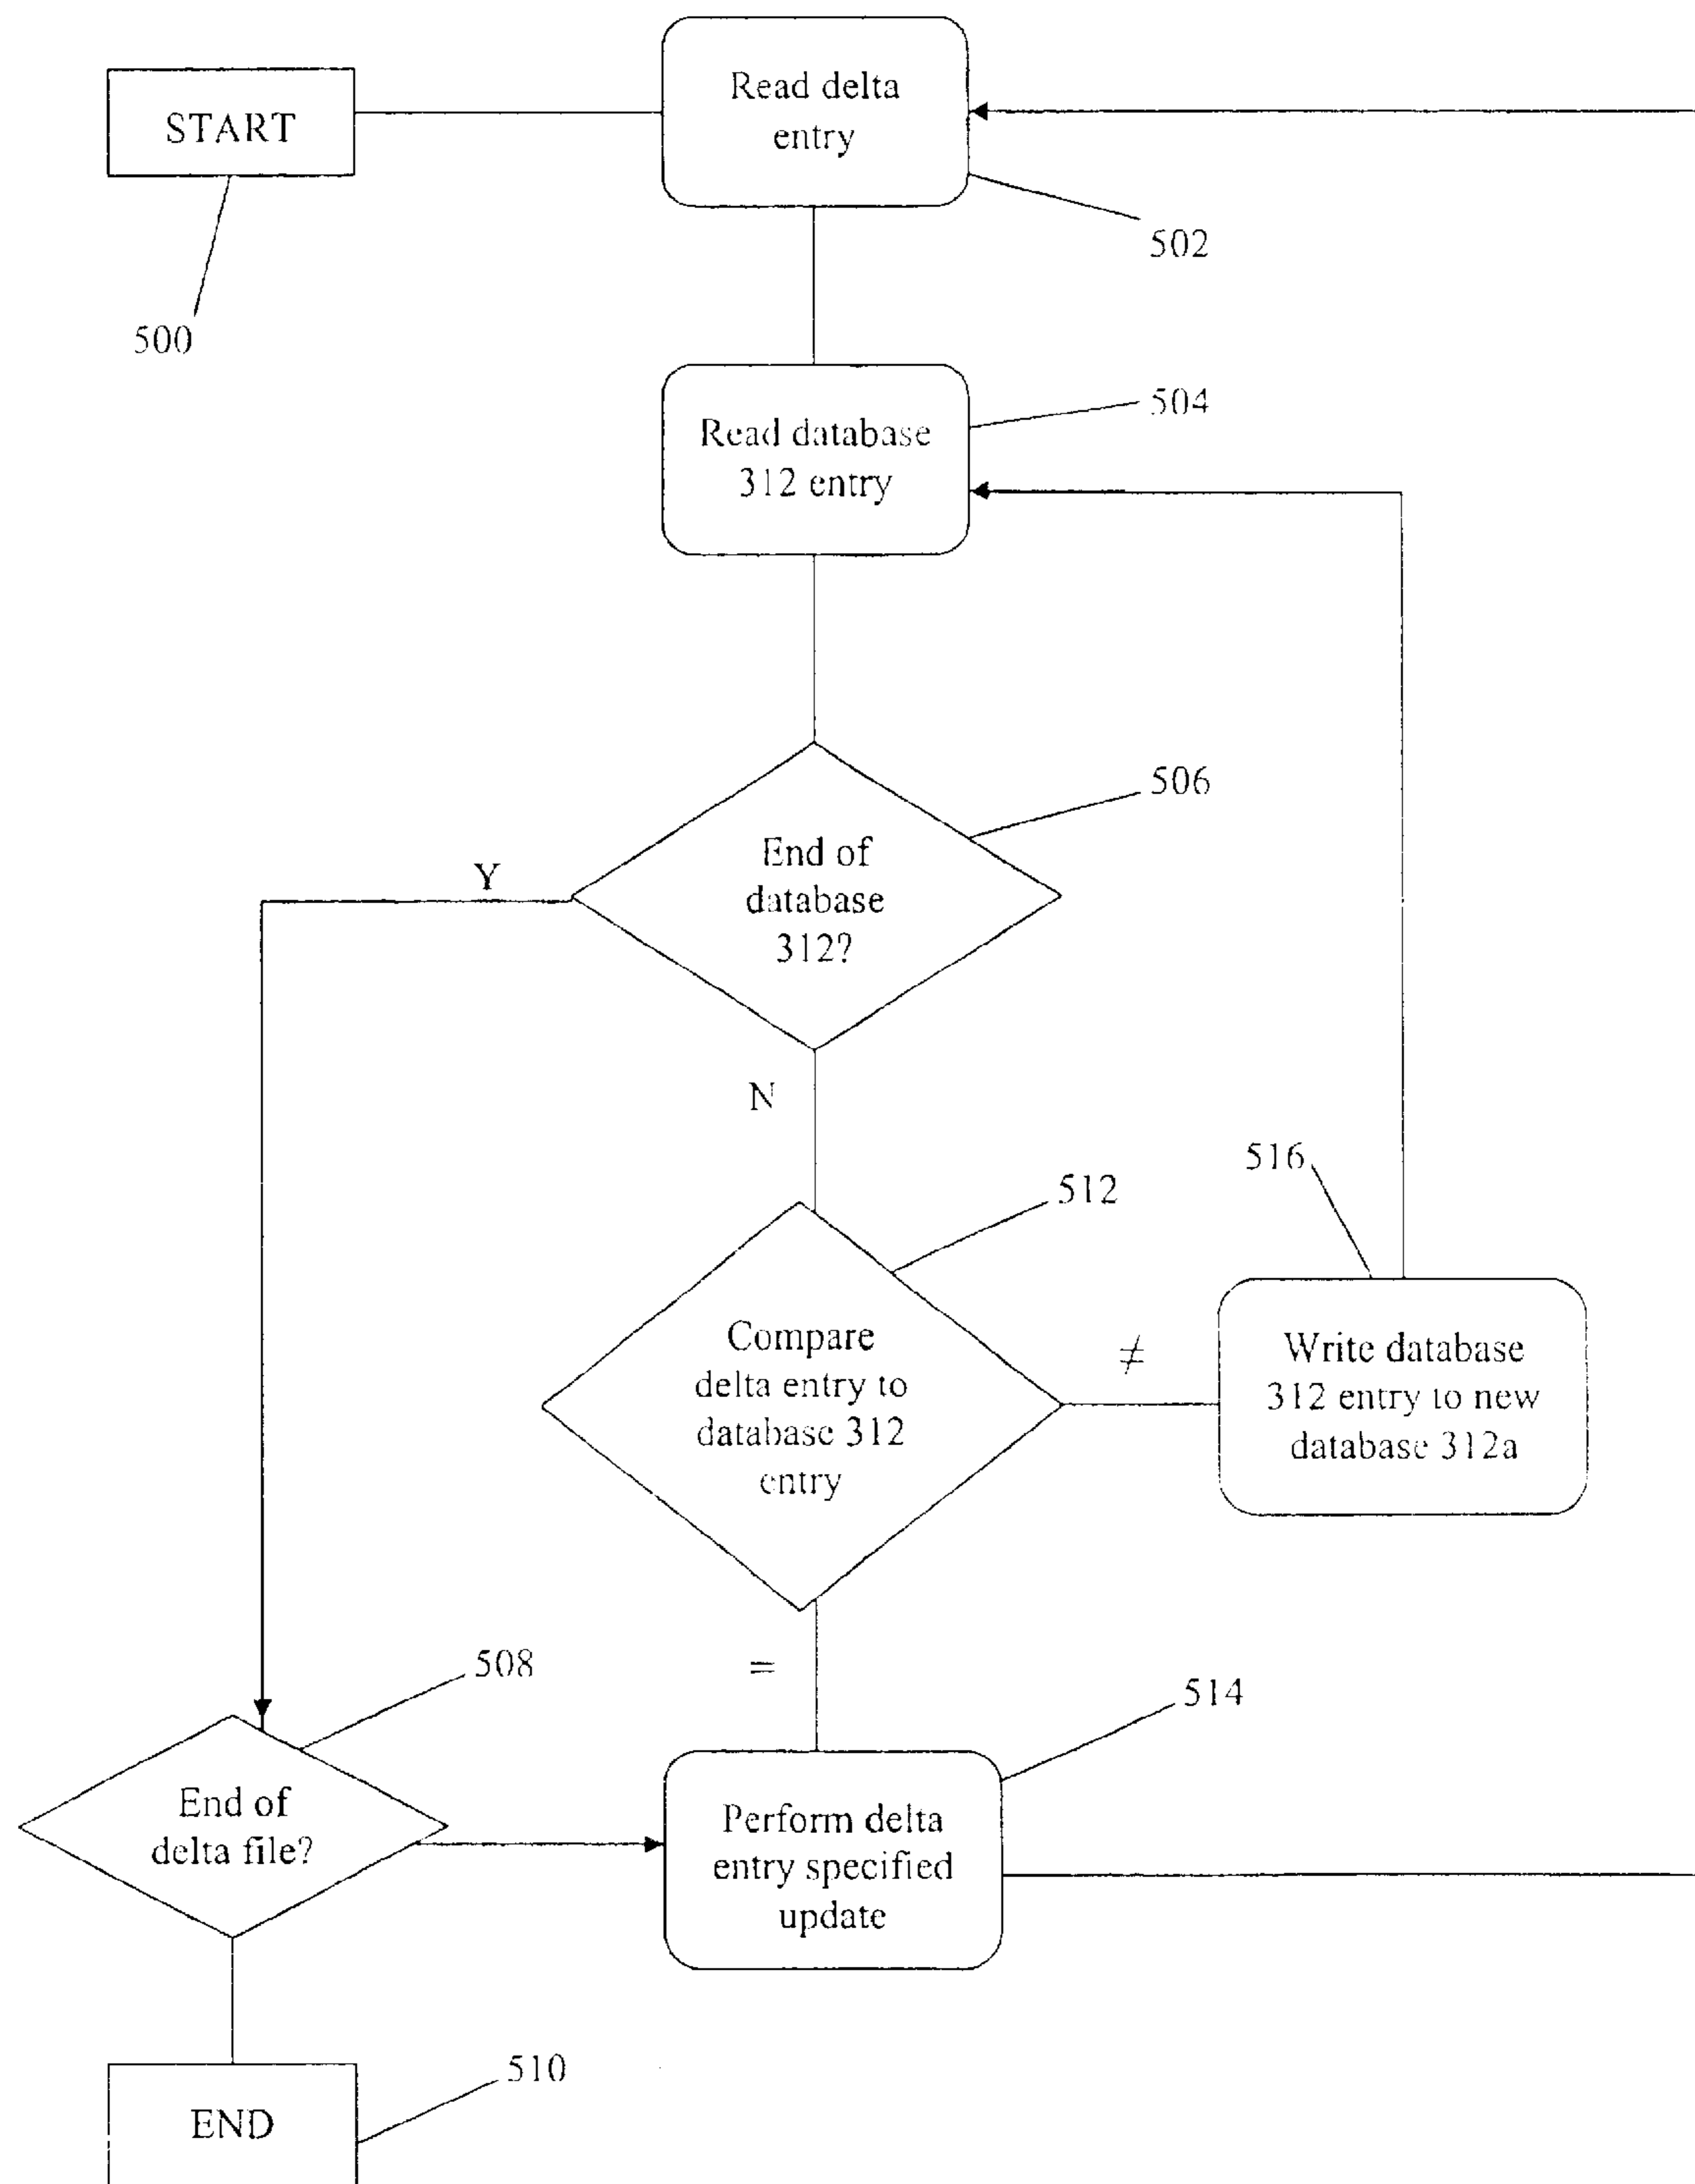 START
500
Read delta
entry
502
Read database
312 entry
504
End of
database
312?
506
Y
N
Compare
delta entry to
database 312
entry
512
≠
516
Write database
312 entry to new
database 312a
=
508
End of
delta file?
514
Perform delta
entry specified
update
END
510